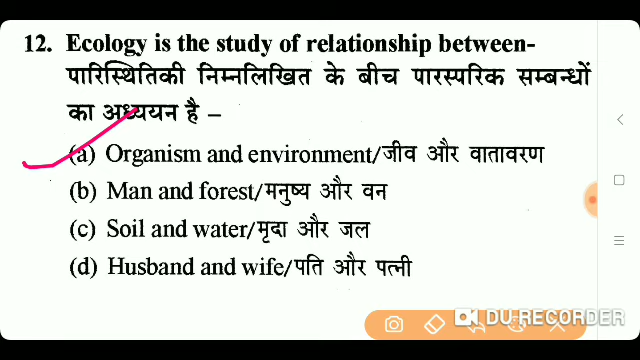 12. Ecology is the study of relationship between-
पारिस्थितिकी निम्नलिखित के बीच पारस्परिक सम्बन्धों
का अध्ययन है –
(a) Organism and environment/जीव और वातावरण
(b) Man and forest/मनुष्य और वन
(c) Soil and water/मृदा और जल
(d) Husband and wife/पति और पत्नी
DU RECORDER